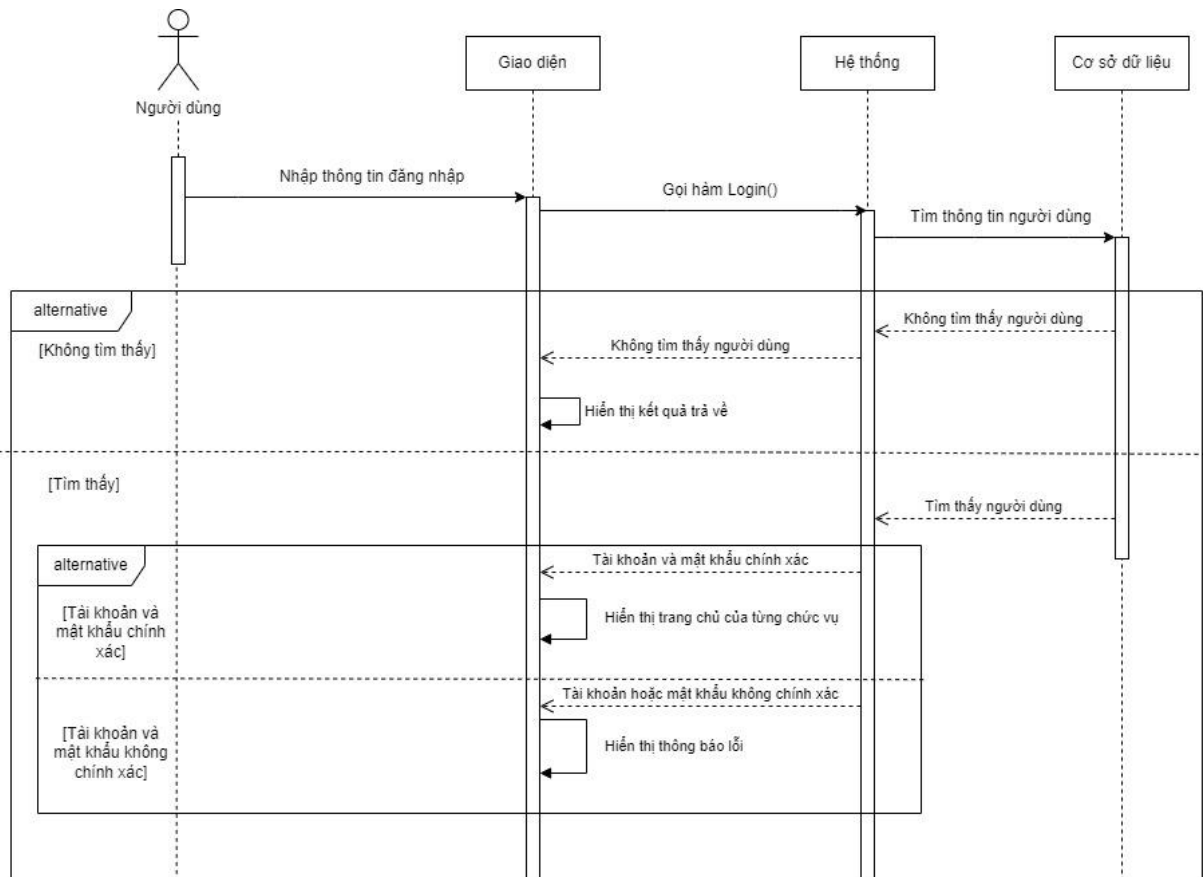 Người dùng
Giao diện
Hệ thống
Cơ sở dữ liệu
Nhập thông tin đăng nhập
Gọi hàm Login()
Tìm thông tin người dùng
alternative
[Không tìm thấy]
Không tìm thấy người dùng
Không tìm thấy người dùng
Hiển thị kết quả trả về
[Tìm thấy]
Tìm thấy người dùng
alternative
Tài khoản và mật khẩu chính xác
[Tài khoản và
mật khẩu chính
xác]
Hiển thị trang chủ của từng chức vụ
Tài khoản hoặc mật khẩu không chính xác
[Tài khoản và
mật khẩu không
chính xác]
Hiển thị thông báo lỗi